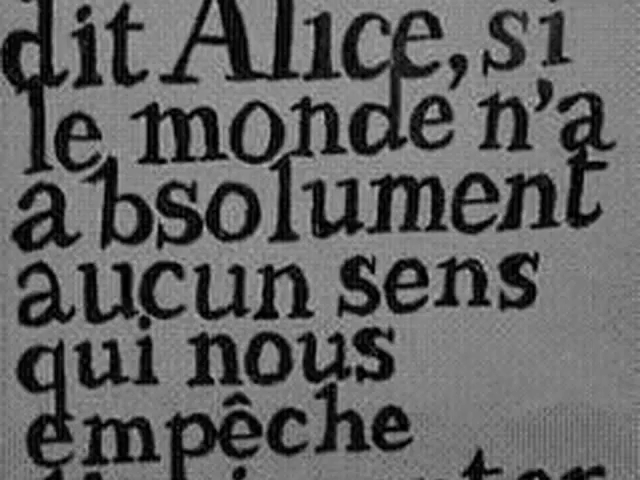 dit Alice, si
le monde n'a
absolument
aucun sens
qui nous
empêche